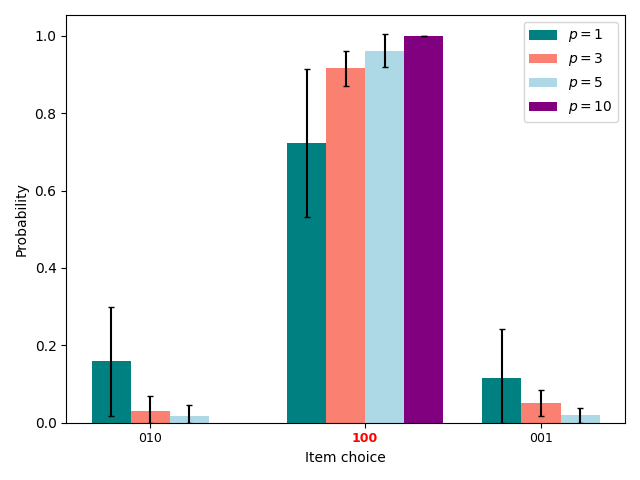 1.0
0.8
0.6
0.4
0.2
0.0
Probability
010
100
001
Item choice
p = 1
p = 3
p = 5
p = 10